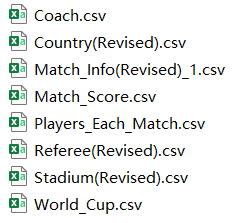 Coach.csv
Country(Revised).csv
Match_Info(Revised)_1.csv
Match_Score.csv
Players_Each_Match.csv
Referee(Revised).csv
Stadium(Revised).csv
World_Cup.csv